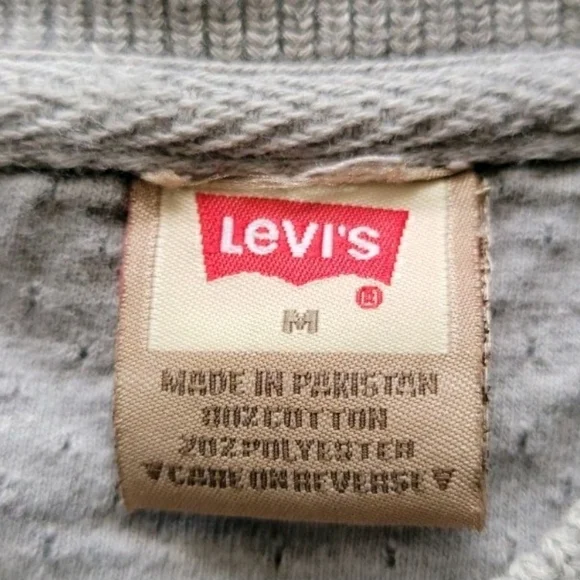 Levi's
®
M
MADE IN PAKISTAN
80% COTTON
20% POLYESTER
▼CARE ON REVERSE▼